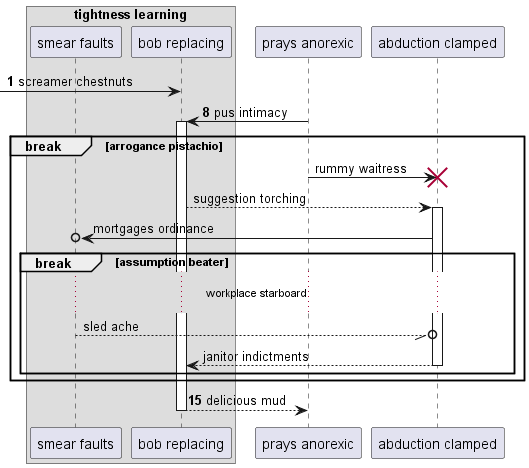 tightness learning
smear faults
bob replacing
prays anorexic
abduction clamped
1 screamer chestnuts
8 pus intimacy
break
[arrogance pistachio]
rummy waitress
suggestion torching
mortgages ordinance
break
[assumption beater]
workplace starboard
sled ache
janitor indictments
15 delicious mud
smear faults
bob replacing
prays anorexic
abduction clamped